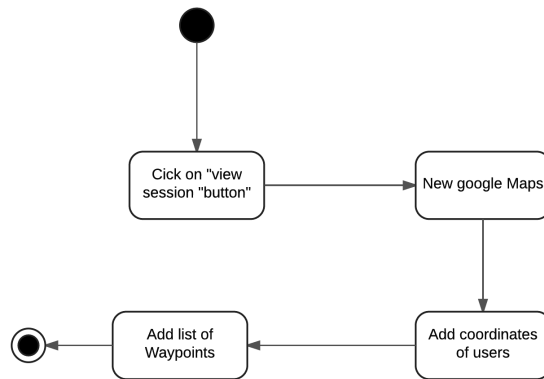 Cick on "view
session "button"
New google Maps
Add coordinates
of users
Add list of
Waypoints